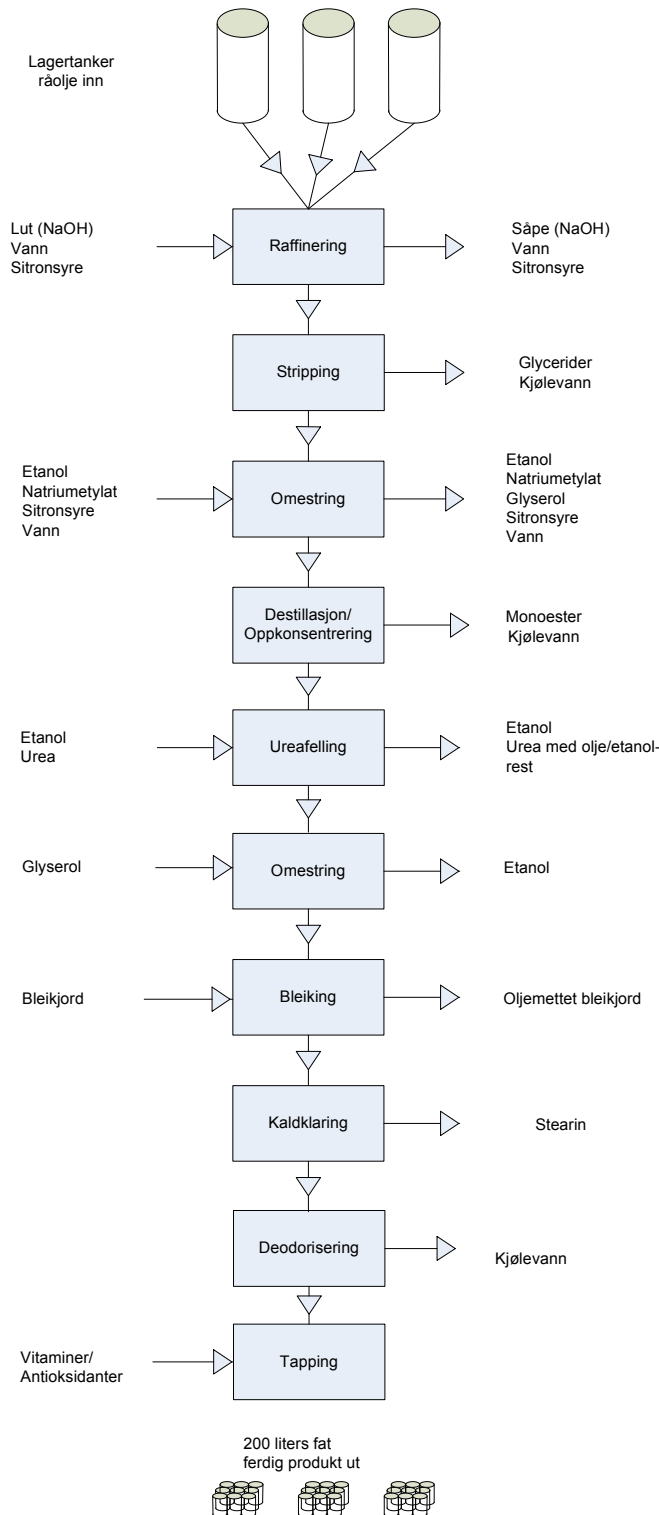 Lagertanker
råolje inn
Lut (NaOH)
Vann
Sitronsyre
Raffinering
Såpe (NaOH)
Vann
Sitronsyre
Stripping
Glycerider
Kjølevann
Etanol
Natriumetylat
Sitronsyre
Vann
Omestring
Etanol
Natriumetylat
Glyserol
Sitronsyre
Vann
Destillasjon/
Oppkonsentrering
Monoester
Kjølevann
Etanol
Urea
Ureafelling
Etanol
Urea med olje/etanol-
rest
Glyserol
Omestring
Etanol
Bleikjord
Bleiking
Oljemettet bleikjord
Kaldklaring
Stearin
Deodorisering
Kjølevann
Vitaminer/
Antioksidanter
Tapping
200 liters fat
ferdig produkt ut